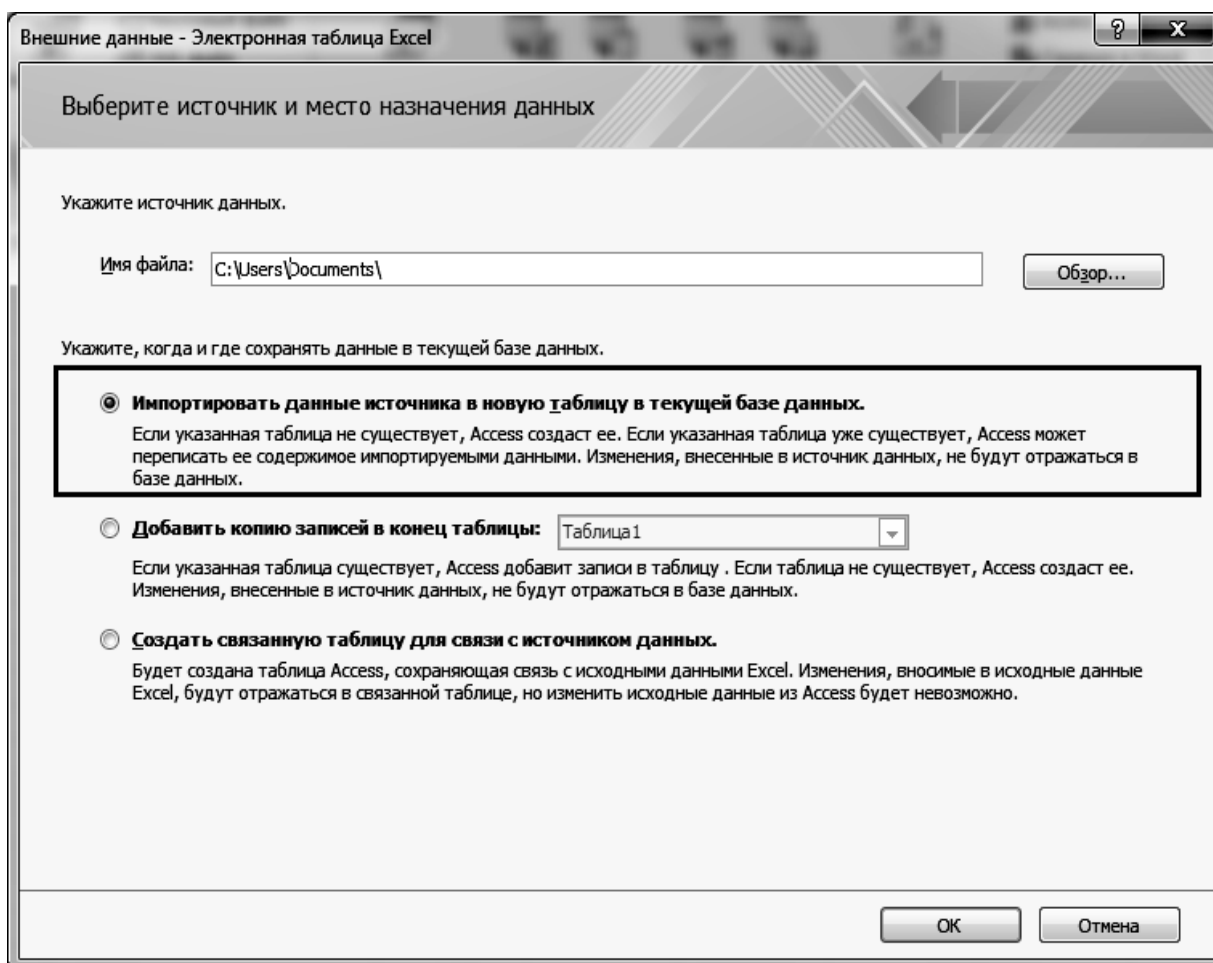 Внешние данные - Электронная таблица Excel
Выберите источник и место назначения данных
Укажите источник данных.
Имя файла: C:\Users\Documents\ Обзор...
Укажите, когда и где сохранять данные в текущей базе данных.
Импортировать данные источника в новую таблицу в текущей базе данных.
Если указанная таблица не существует, Access создаст ее. Если указанная таблица уже существует, Access может
переписать ее содержимое импортируемыми данными. Изменения, внесенные в источник данных, не будут отражаться в
базе данных.
Добавить копию записей в конец таблицы: Таблица1
Если указанная таблица существует, Access добавит записи в таблицу . Если таблица не существует, Access создаст ее.
Изменения, внесенные в источник данных, не будут отражаться в базе данных.
Создать связанную таблицу для связи с источником данных.
Будет создана таблица Access, сохраняющая связь с исходными данными Excel. Изменения, вносимые в исходные данные
Excel, будут отражаться в связанной таблице, но изменить исходные данные из Access будет невозможно.
ОК Отмена